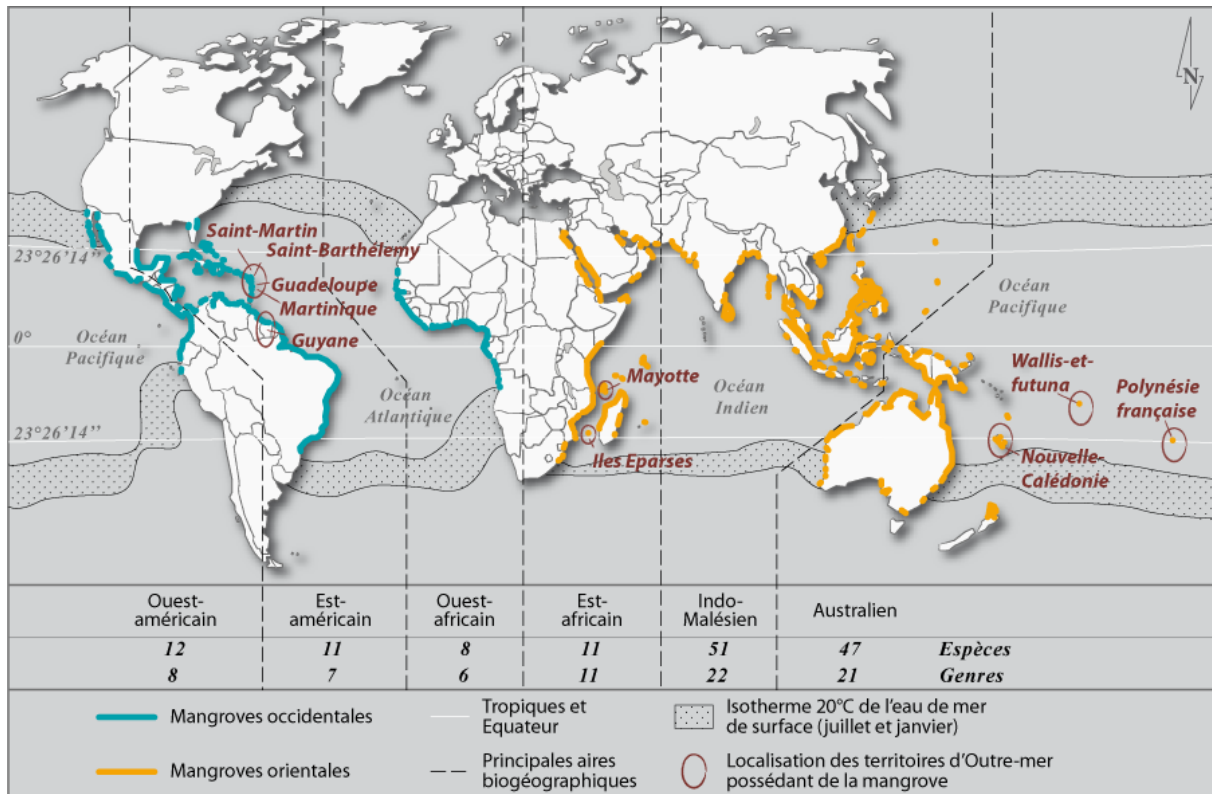 N
Saint-Martin
Saint-Barthélemy
23°26'14''
Guadeloupe
Martinique
Océan
Pacifique
Océan
Pacifique
0°
Guyane
Wallis-et-
futuna
Mayotte
Polynésie
française
Océan
Atlantique
Océan
Indien
23°26'14''
Iles Eparses
Nouvelle-
Calédonie
Ouest-
américain
Est-
américain
Ouest-
africain
Est-
africain
Indo-
Malésien
Australien
12 11 8 11 51 47 Espèces
8 7 6 11 22 21 Genres
Mangroves occidentales
Tropiques et
Equateur
Isotherme 20°C de l'eau de mer
de surface (juillet et janvier)
Mangroves orientales
Principales aires
biogéographiques
Localisation des territoires d'Outre-mer
possédant de la mangrove